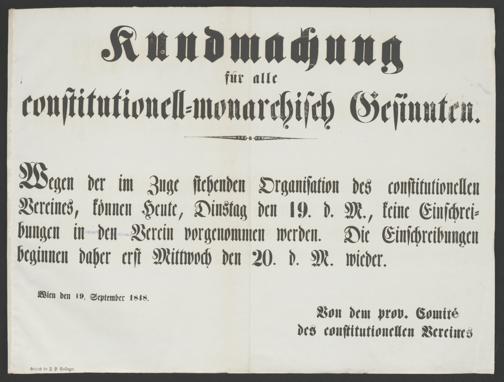 Kundmachung
für alle
constitutionell-monarchisch Gesinnten.
Wegen der im Zuge stehenden Organisation des constitutionellen
Vereines, können Heute, Dinstag den 19. d. M., keine Einschrei-
bungen in den Verein vorgenommen werden. Die Einschreibungen
beginnen daher erst Mittwoch den 20. d. M. wieder.
Wien den 19. September 1848.
Von dem prov. Comité
des constitutionellen Vereines